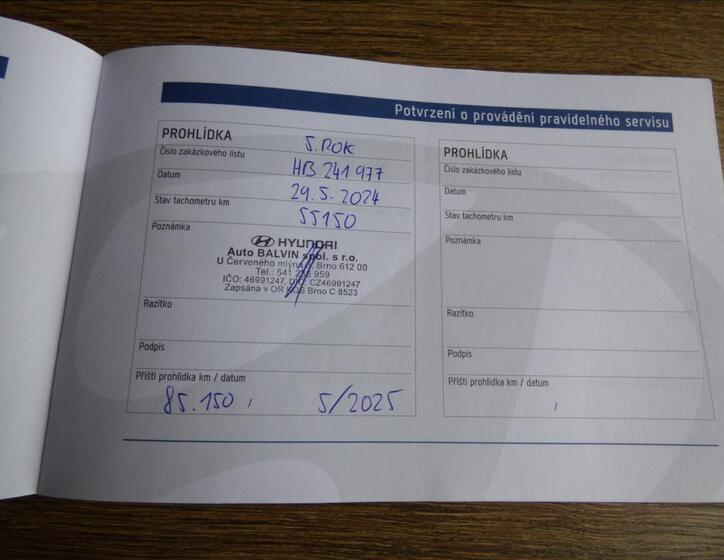 Potvrzení o provádění pravidelného servisu
PROHLÍDKA 5. ROK
Číslo zakázkového listu HB 241 977
Datum 29. 5. 2024
Stav tachometru km 55150
Poznámka
HYUNDAI
Auto BALVIN spol. s r.o.
U Červeného mlýna Brno 612 00
Tel.: 541 959
IČO: 46991247, CZ46991247
Zapsána v OR KOS Brno C 8523
Razítko
Podpis
Příští prohlídka km / datum
85.150 / 5/2025
PROHLÍDKA
Číslo zakázkového listu
Datum
Stav tachometru km
Poznámka
Razítko
Podpis
Příští prohlídka km / datum
/